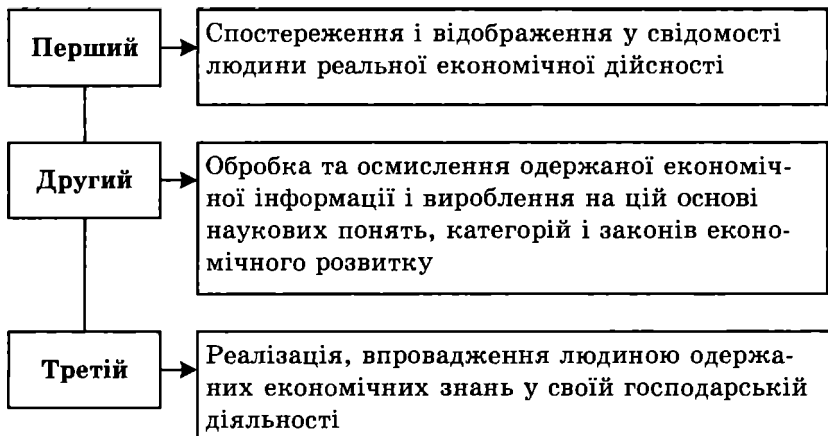 Перший
Спостереження і відображення у свідомості
людини реальної економічної дійсності
Другий
Обробка та осмислення одержаної економіч-
ної інформації і вироблення на цій основі
наукових понять, категорій і законів еконо-
мічного розвитку
Третій
Реалізація, впровадження людиною одержа-
них економічних знань у своїй господарській
діяльності